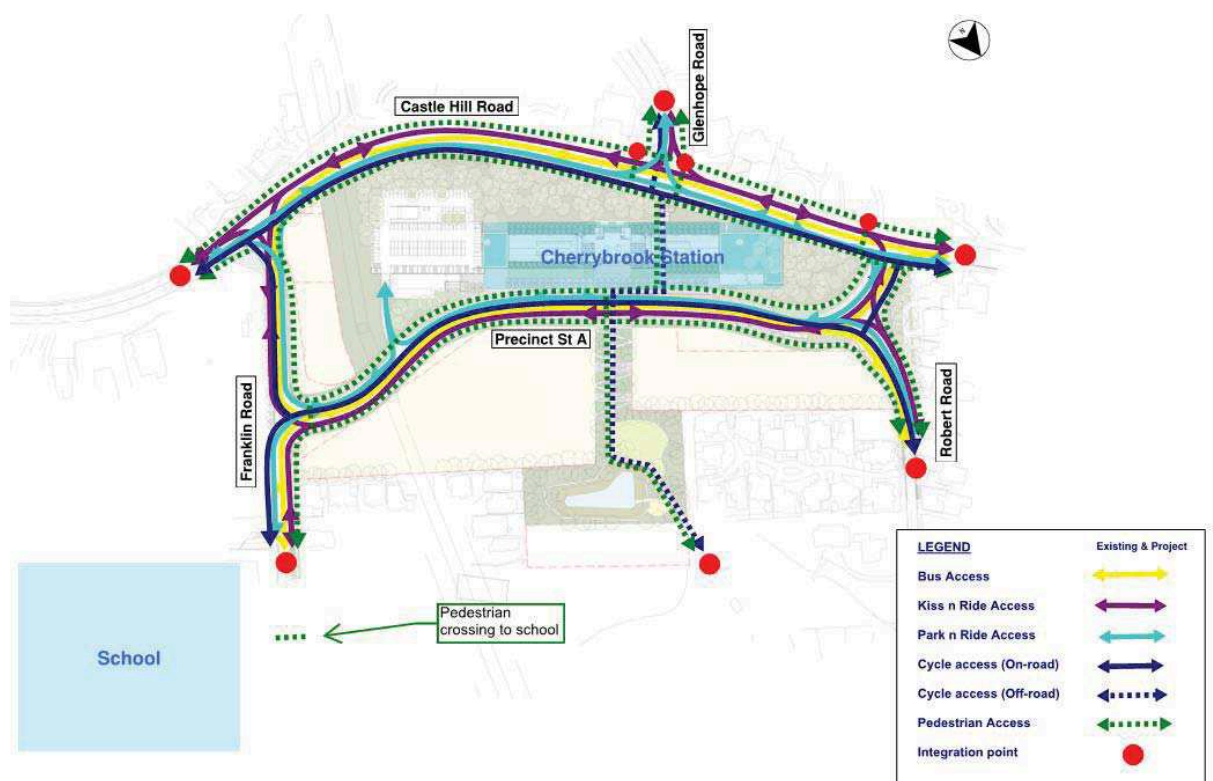 N
Castle Hill Road
Glenhope Road
Cherrybrook Station
Precinct St A
Franklin Road
Robert Road
Pedestrian
crossing to school
School
LEGEND Existing & Project
Bus Access
Kiss n Ride Access
Park n Ride Access
Cycle access (On-road)
Cycle access (Off-road)
Pedestrian Access
Integration point